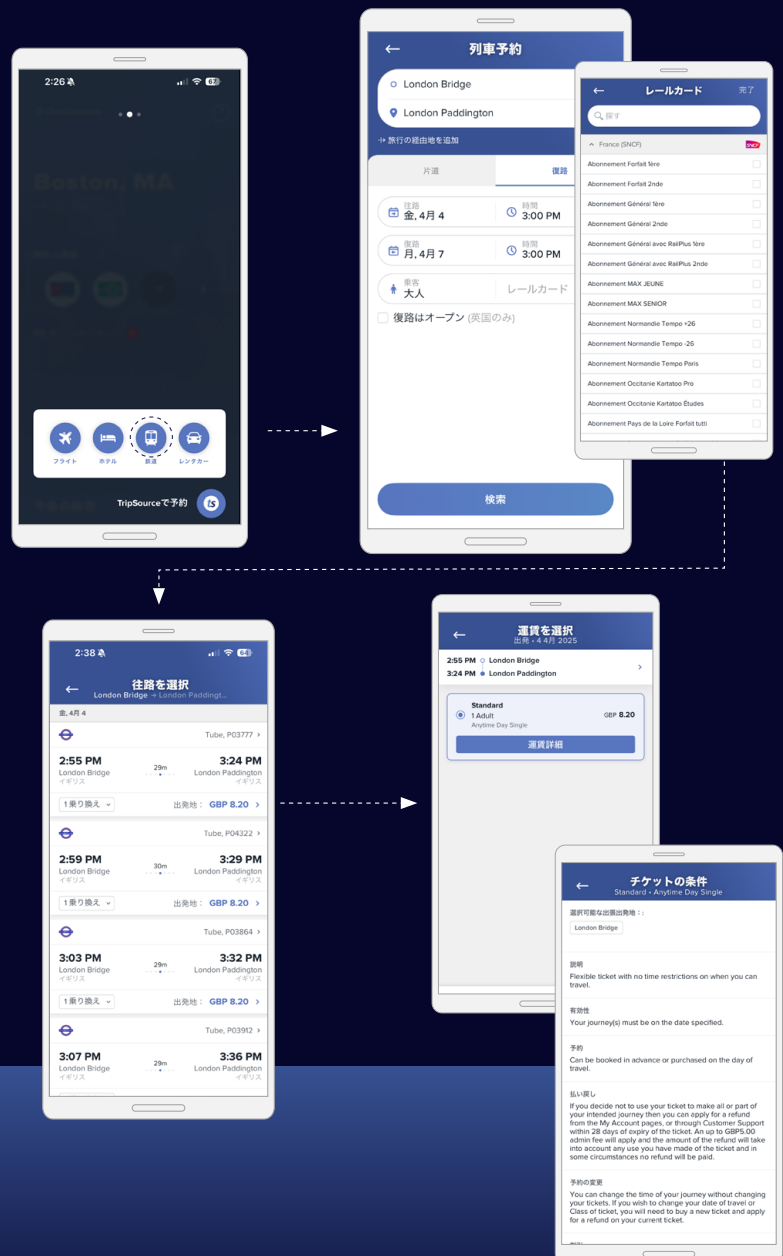 2:26
67
Boston, MA
フライト
ホテル
鉄道
レンタカー
TripSourceで予約
ts
列車予約
London Bridge
London Paddington
旅行の経由地を追加
片道
復路
往路
金, 4月 4
時間
3:00 PM
復路
月, 4月 7
時間
3:00 PM
乗客
大人
レールカード
復路はオープン (英国のみ)
検索
レールカード
完了
探す
France (SNCF)
SNCF
Abonnement Forfait 1ère
Abonnement Forfait 2nde
Abonnement Général 1ère
Abonnement Général 2nde
Abonnement Général avec RailPlus 1ère
Abonnement Général avec RailPlus 2nde
Abonnement MAX JEUNE
Abonnement MAX SENIOR
Abonnement Normandie Tempo +26
Abonnement Normandie Tempo -26
Abonnement Normandie Tempo Paris
Abonnement Occitanie Kartatoo Pro
Abonnement Occitanie Kartatoo Études
Abonnement Pays de la Loire Forfait tutti
2:38
64
往路を選択
London Bridge → London Paddingt...
金, 4月 4
Tube, P03777
2:55 PM
29m
3:24 PM
London Bridge
London Paddington
イギリス
イギリス
1 乗り換え
出発地： GBP 8.20
Tube, P04322
2:59 PM
30m
3:29 PM
London Bridge
London Paddington
イギリス
イギリス
1 乗り換え
出発地： GBP 8.20
Tube, P03864
3:03 PM
29m
3:32 PM
London Bridge
London Paddington
イギリス
イギリス
1 乗り換え
出発地： GBP 8.20
Tube, P03912
3:07 PM
29m
3:36 PM
London Bridge
London Paddington
イギリス
イギリス
運賃を選択
出発 • 4 4月 2025
2:55 PM London Bridge
3:24 PM London Paddington
Standard
1 Adult
GBP 8.20
Anytime Day Single
運賃詳細
チケットの条件
Standard • Anytime Day Single
選択可能な出張出発地：:
London Bridge
説明
Flexible ticket with no time restrictions on when you can
travel.
有効性
Your journey(s) must be on the date specified.
予約
Can be booked in advance or purchased on the day of
travel.
払い戻し
If you decide not to use your ticket to make all or part of
your intended journey then you can apply for a refund
from the My Account pages, or through Customer Support
within 28 days of expiry of the ticket. An up to GBP5.00
admin fee will apply and the amount of the refund will take
into account any use you have made of the ticket and in
some circumstances no refund will be paid.
予約の変更
You can change the time of your journey without changing
your tickets. If you wish to change your date of travel or
Class of ticket, you will need to buy a new ticket and apply
for a refund on your current ticket.